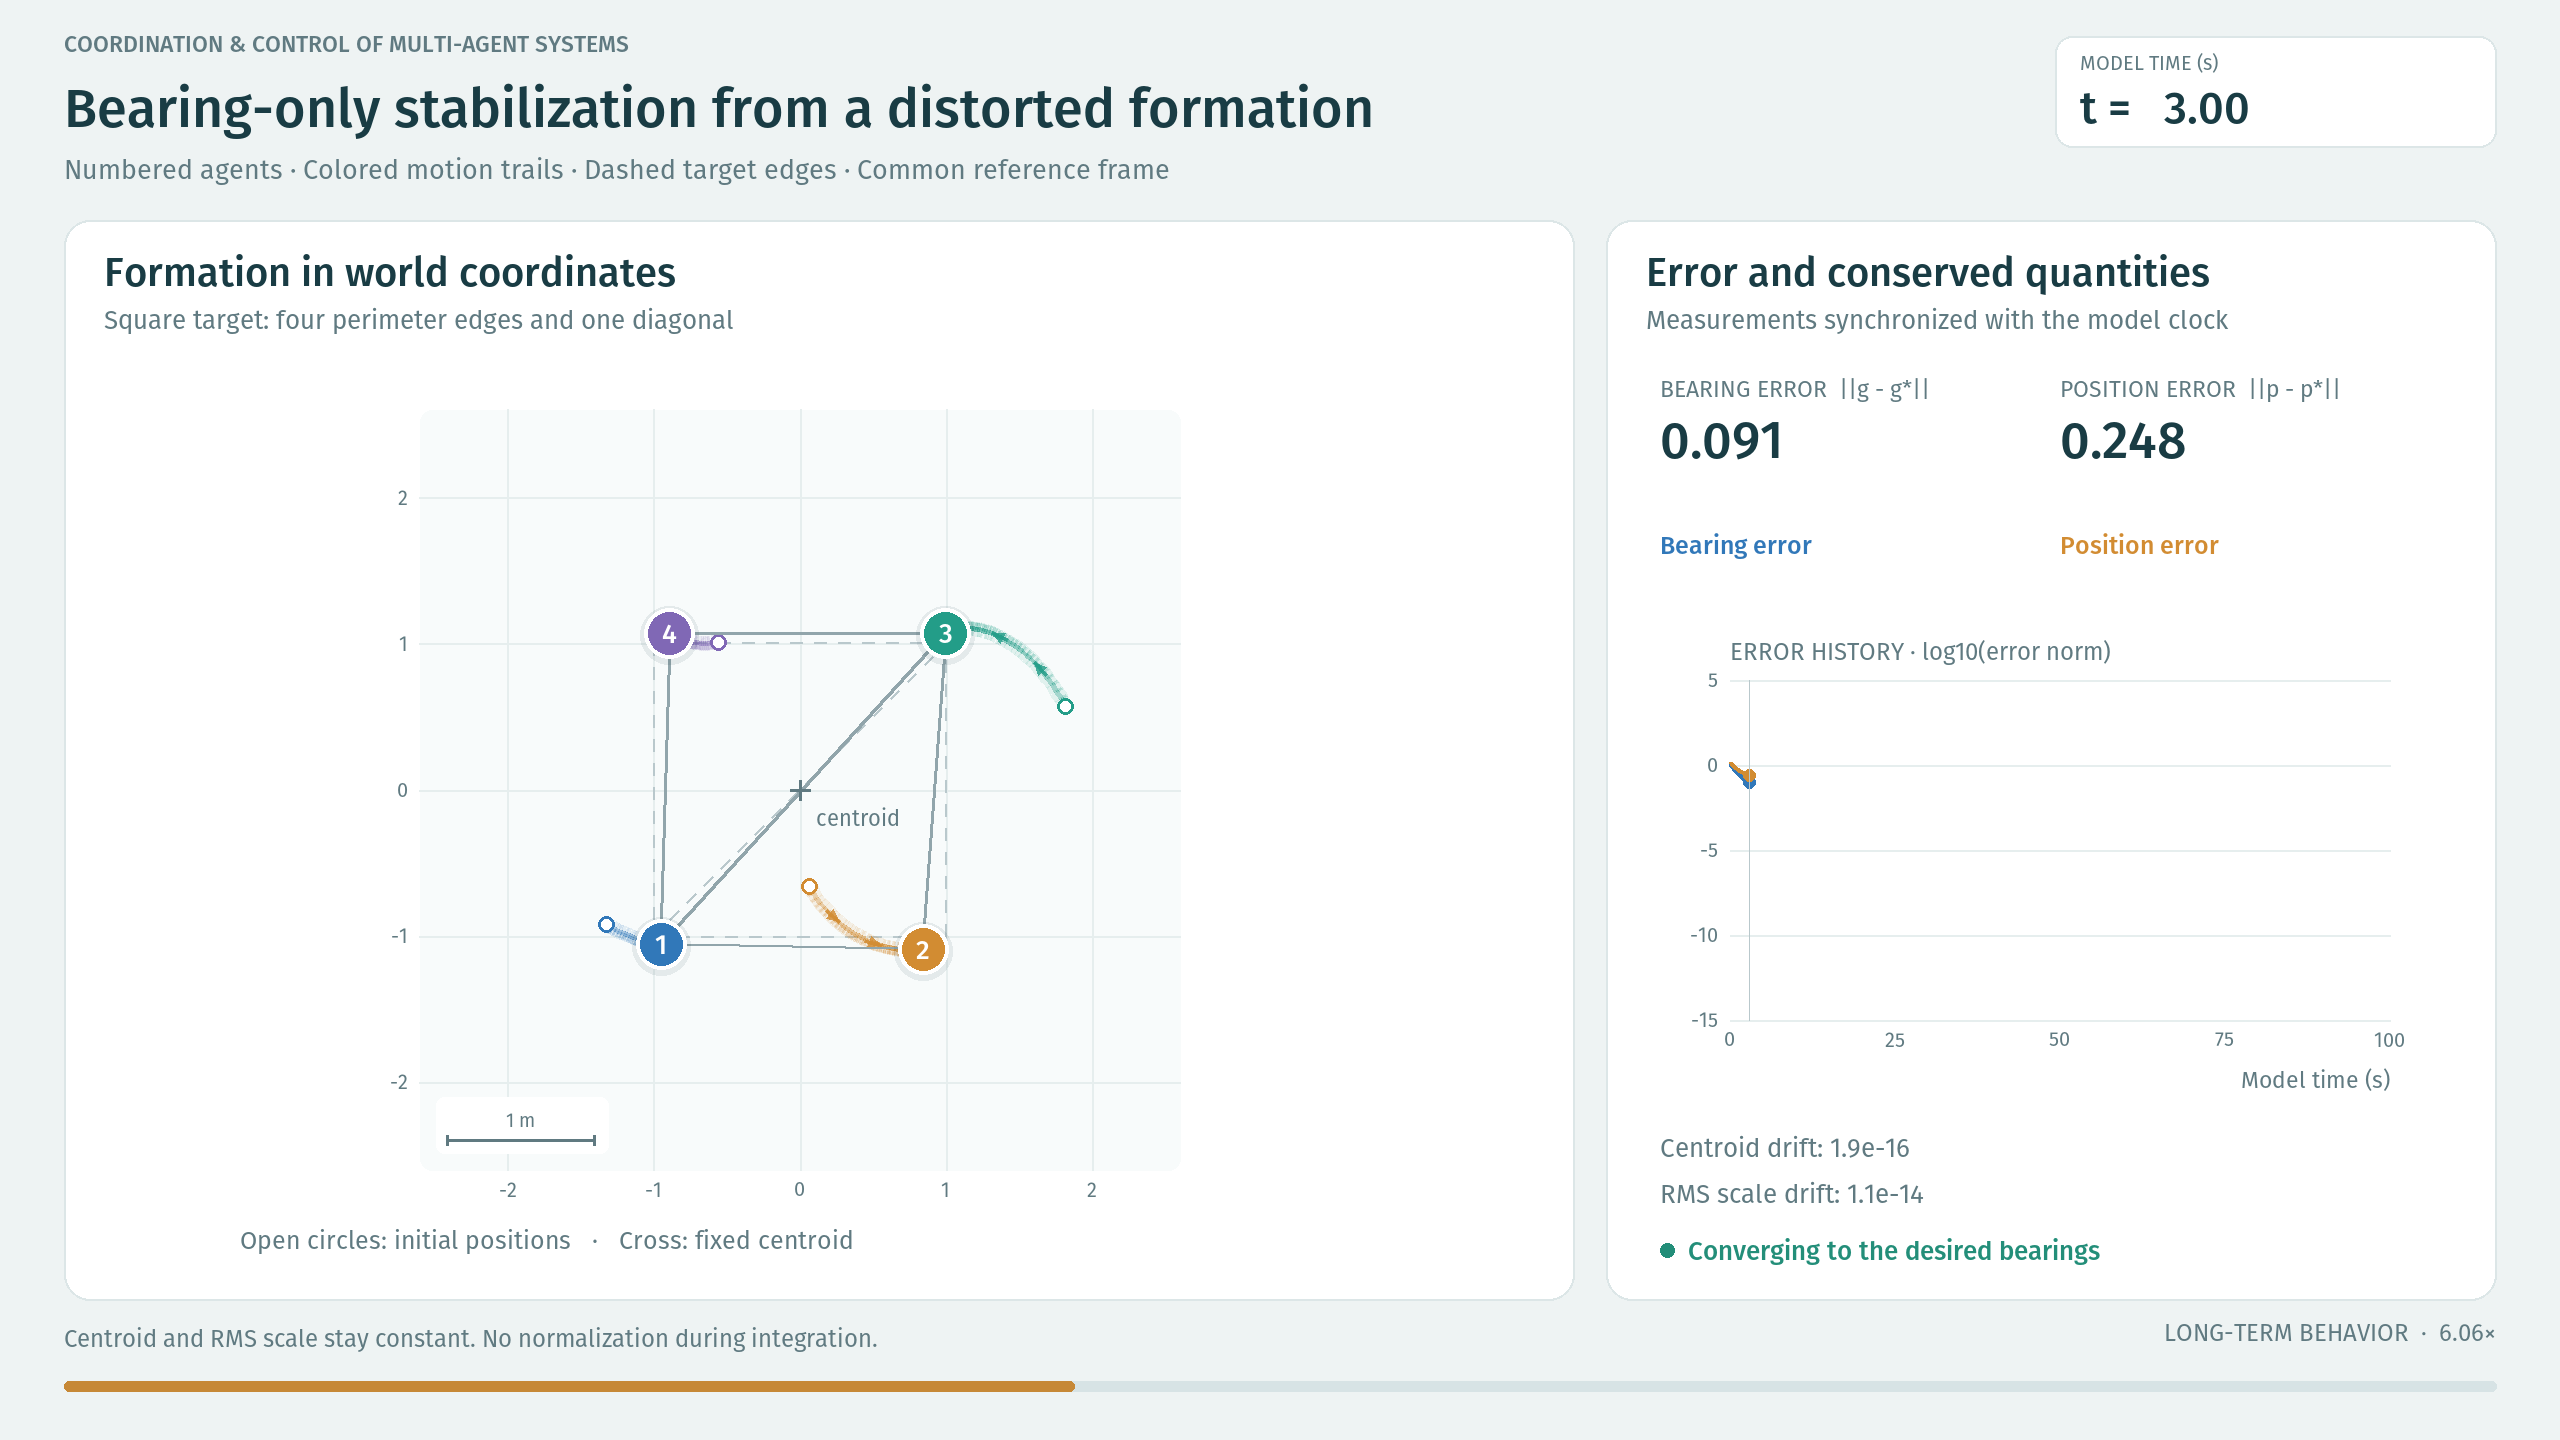 COORDINATION & CONTROL OF MULTI-AGENT SYSTEMS
Bearing-only stabilization from a distorted formation
Numbered agents · Colored motion trails · Dashed target edges · Common reference frame
MODEL TIME (s)
t = 3.00
Formation in world coordinates
Square target: four perimeter edges and one diagonal
2
1
0
-1
-2
4
3
centroid
1
2
1 m
-2
-1
0
1
2
Open circles: initial positions · Cross: fixed centroid
Error and conserved quantities
Measurements synchronized with the model clock
BEARING ERROR ||g - g*||
0.091
POSITION ERROR ||p - p*||
0.248
Bearing error
Position error
ERROR HISTORY · log10(error norm)
5
0
-5
-10
-15
0
25
50
75
100
Model time (s)
Centroid drift: 1.9e-16
RMS scale drift: 1.1e-14
Converging to the desired bearings
Centroid and RMS scale stay constant. No normalization during integration.
LONG-TERM BEHAVIOR · 6.06×